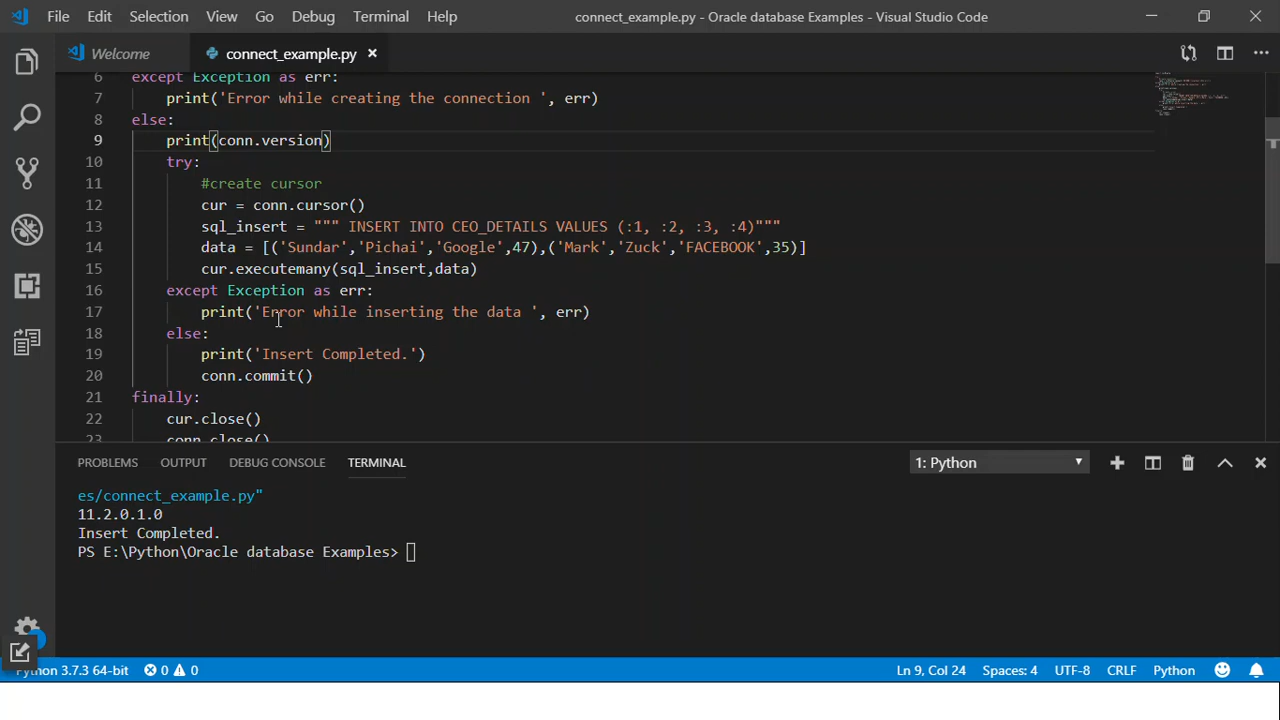 File Edit Selection View Go Debug Terminal Help connect_example.py - Oracle database Examples - Visual Studio Code
Welcome connect_example.py
6 except Exception as err:
7 print('Error while creating the connection ', err)
8 else:
9 print(conn.version)
10 try:
11 #create cursor
12 cur = conn.cursor()
13 sql_insert = """ INSERT INTO CEO_DETAILS VALUES (:1, :2, :3, :4)"""
14 data = [('Sundar','Pichai','Google',47),('Mark','Zuck','FACEBOOK',35)]
15 cur.executemany(sql_insert,data)
16 except Exception as err:
17 print('Error while inserting the data ', err)
18 else:
19 print('Insert Completed.')
20 conn.commit()
21 finally:
22 cur.close()
23 conn.close()
PROBLEMS OUTPUT DEBUG CONSOLE TERMINAL 1: Python
es/connect_example.py"
11.2.0.1.0
Insert Completed.
PS E:\Python\Oracle database Examples>
Python 3.7.3 64-bit 0 0 Ln 9, Col 24 Spaces: 4 UTF-8 CRLF Python